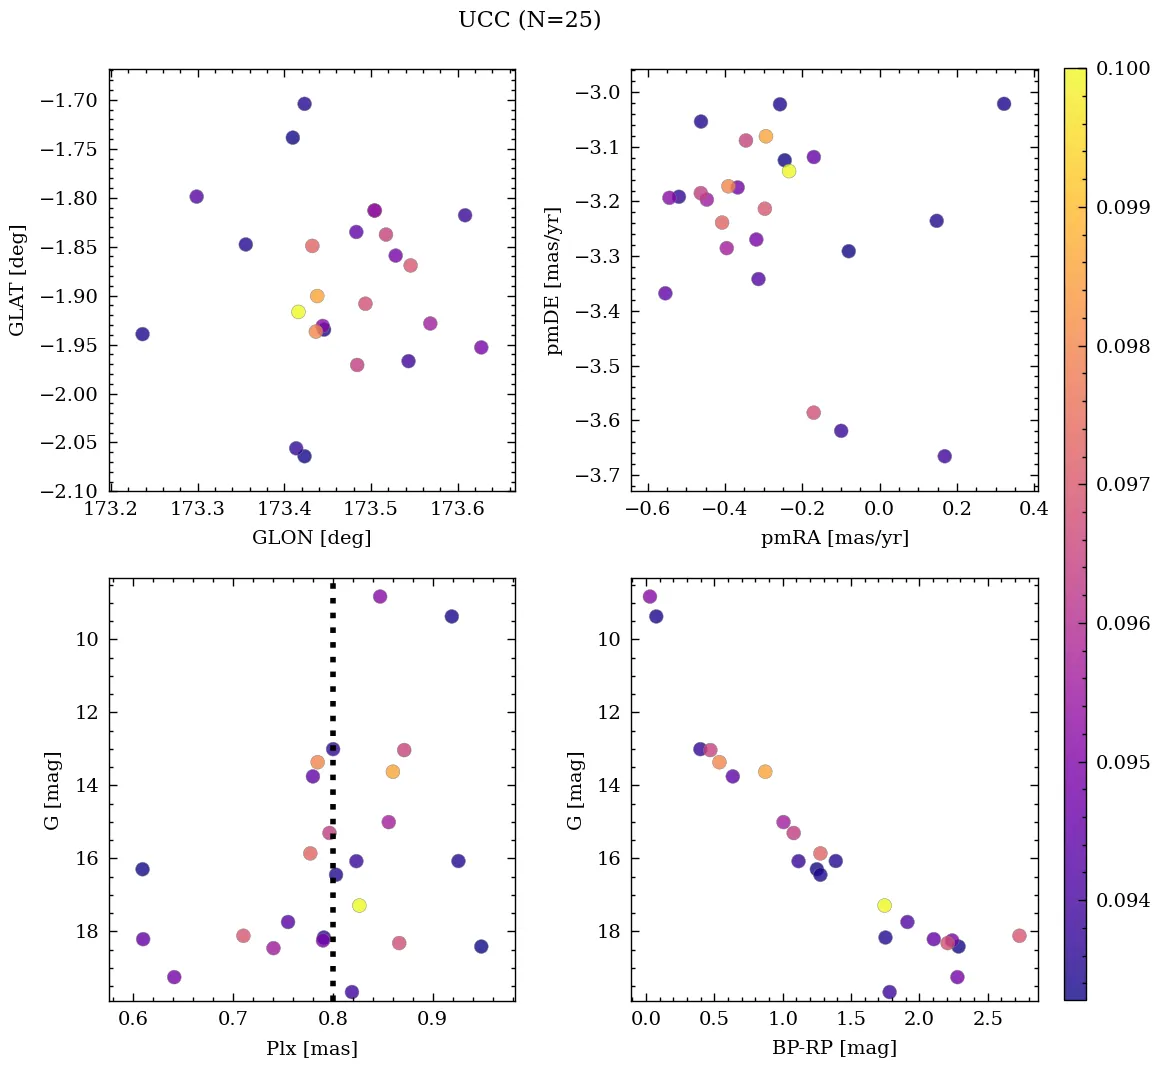 UCC (N=25)
−1.70
−1.75
−1.80
−1.85
−1.90
−1.95
−2.00
−2.05
−2.10
GLAT [deg]
173.2 173.3 173.4 173.5 173.6
GLON [deg]
−3.0
−3.1
−3.2
−3.3
−3.4
−3.5
−3.6
−3.7
pmDE [mas/yr]
−0.6 −0.4 −0.2 0.0 0.2 0.4
pmRA [mas/yr]
10
12
14
16
18
G [mag]
0.6 0.7 0.8 0.9
Plx [mas]
10
12
14
16
18
G [mag]
0.0 0.5 1.0 1.5 2.0 2.5
BP-RP [mag]
0.100
0.099
0.098
0.097
0.096
0.095
0.094